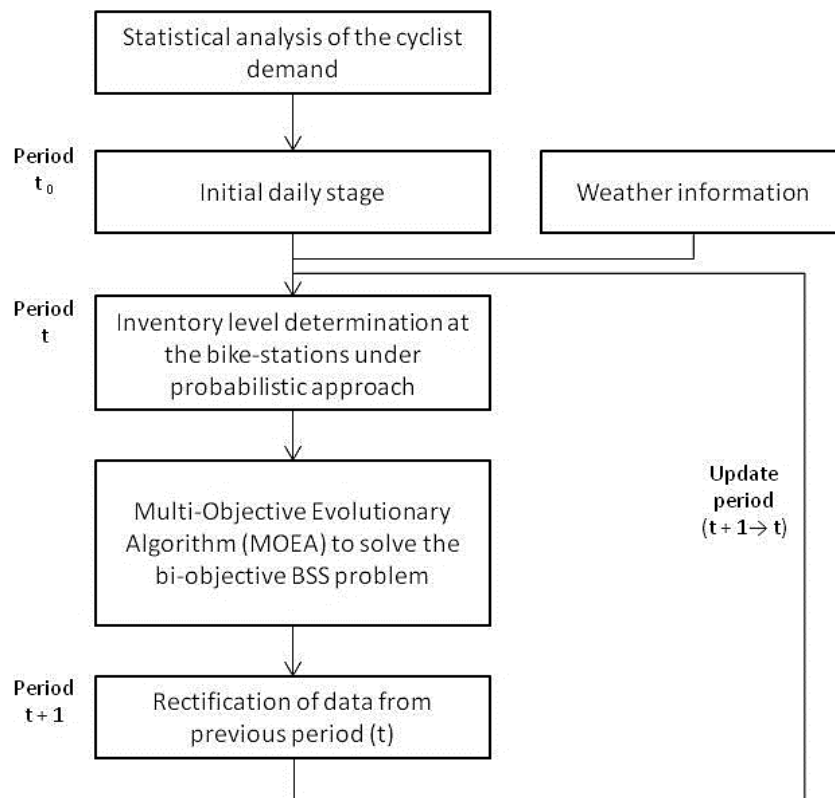 Statistical analysis of the cyclist
demand
Period
t 0
Initial daily stage
Weather information
Period
t
Inventory level determination at
the bike-stations under
probabilistic approach
Multi-Objective Evolutionary
Algorithm (MOEA) to solve the
bi-objective BSS problem
Update
period
(t + 1→ t)
Period
t + 1
Rectification of data from
previous period (t)